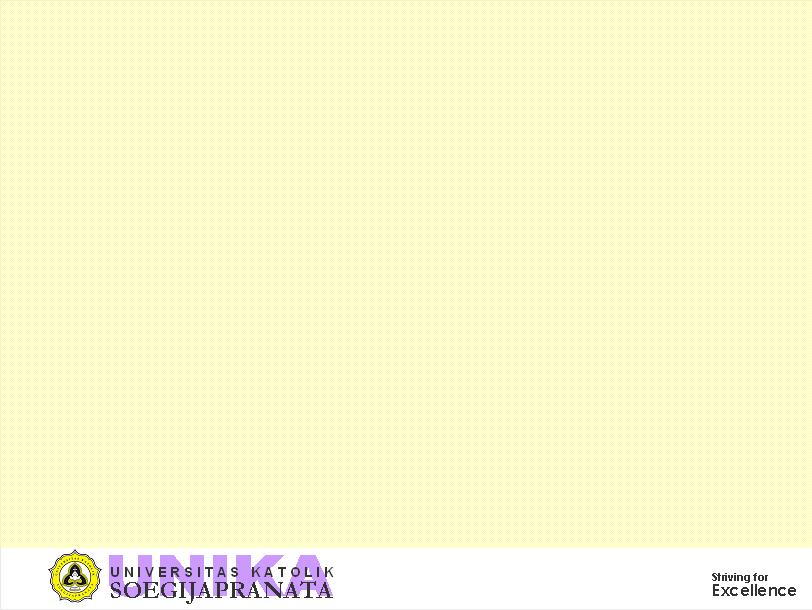 UNIKA
UNIVERSITAS KATOLIK
SOEGIJAPRANATA
Striving for
Excellence